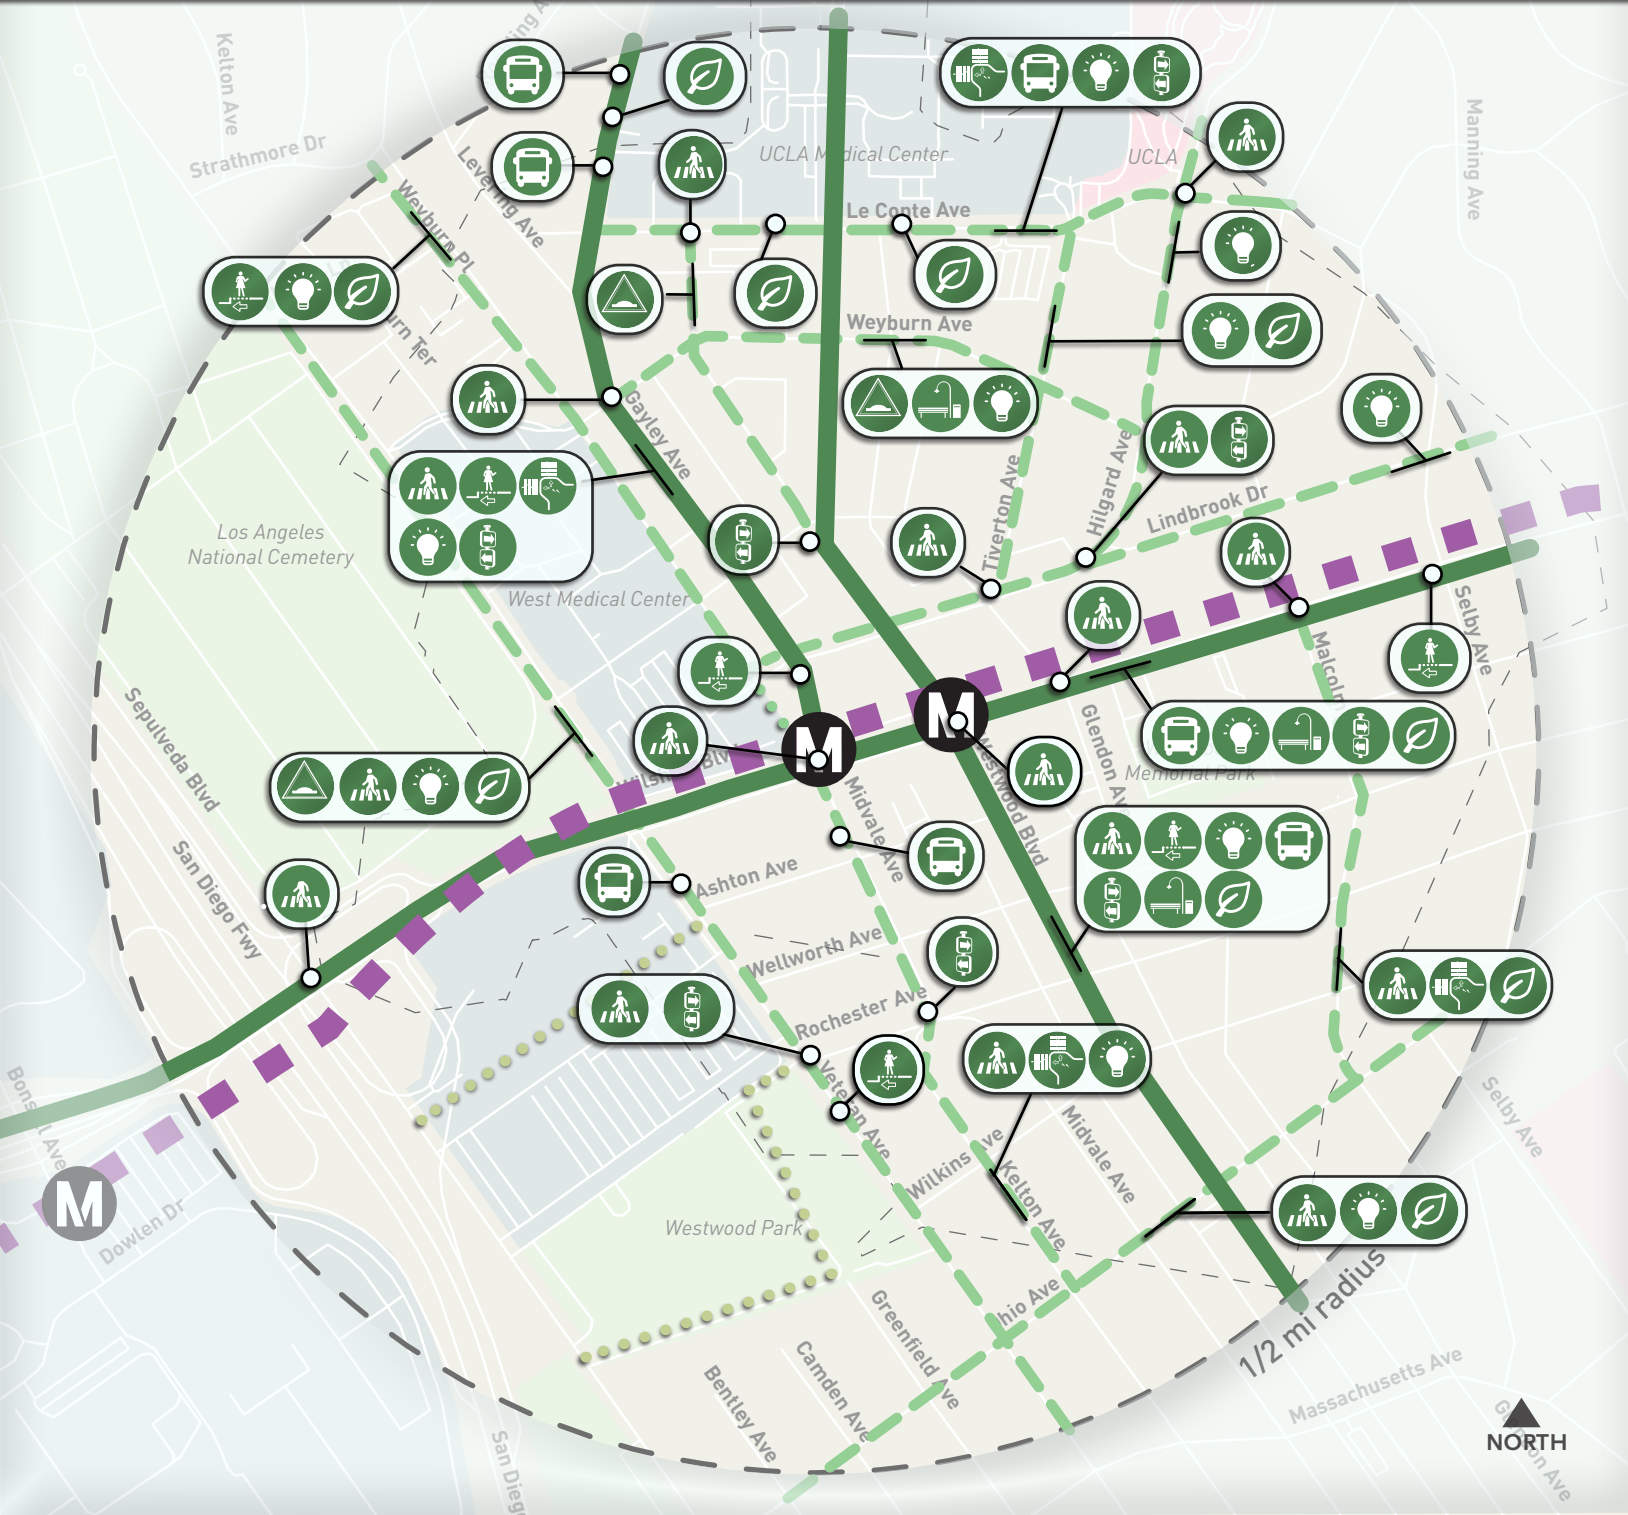 Kelton Ave
Strathmore Dr
Levering Ave
Weyburn Pl
UCLA Medical Center
UCLA
Manning Ave
Le Conte Ave
Weyburn Ave
Gayley Ave
Los Angeles
National Cemetery
West Medical Center
Tiverton Ave
Hilgard Ave
Lindbrook Dr
Selby Ave
Sepulveda Blvd
San Diego Fwy
M
M
Glendon Av
Memorial Park
Westwood Blvd
Midvale Ave
Ashton Ave
Wellworth Ave
Rochester Ave
Veteran Ave
Wilkins Ave
Kelton Ave
Midvale Ave
Selby Ave
M
Dowlen Dr
Westwood Park
hio Ave
Greenfield Ave
Camden Ave
Bentley Ave
San Dieg
1/2 mi radius
Massachusetts Ave
NORTH